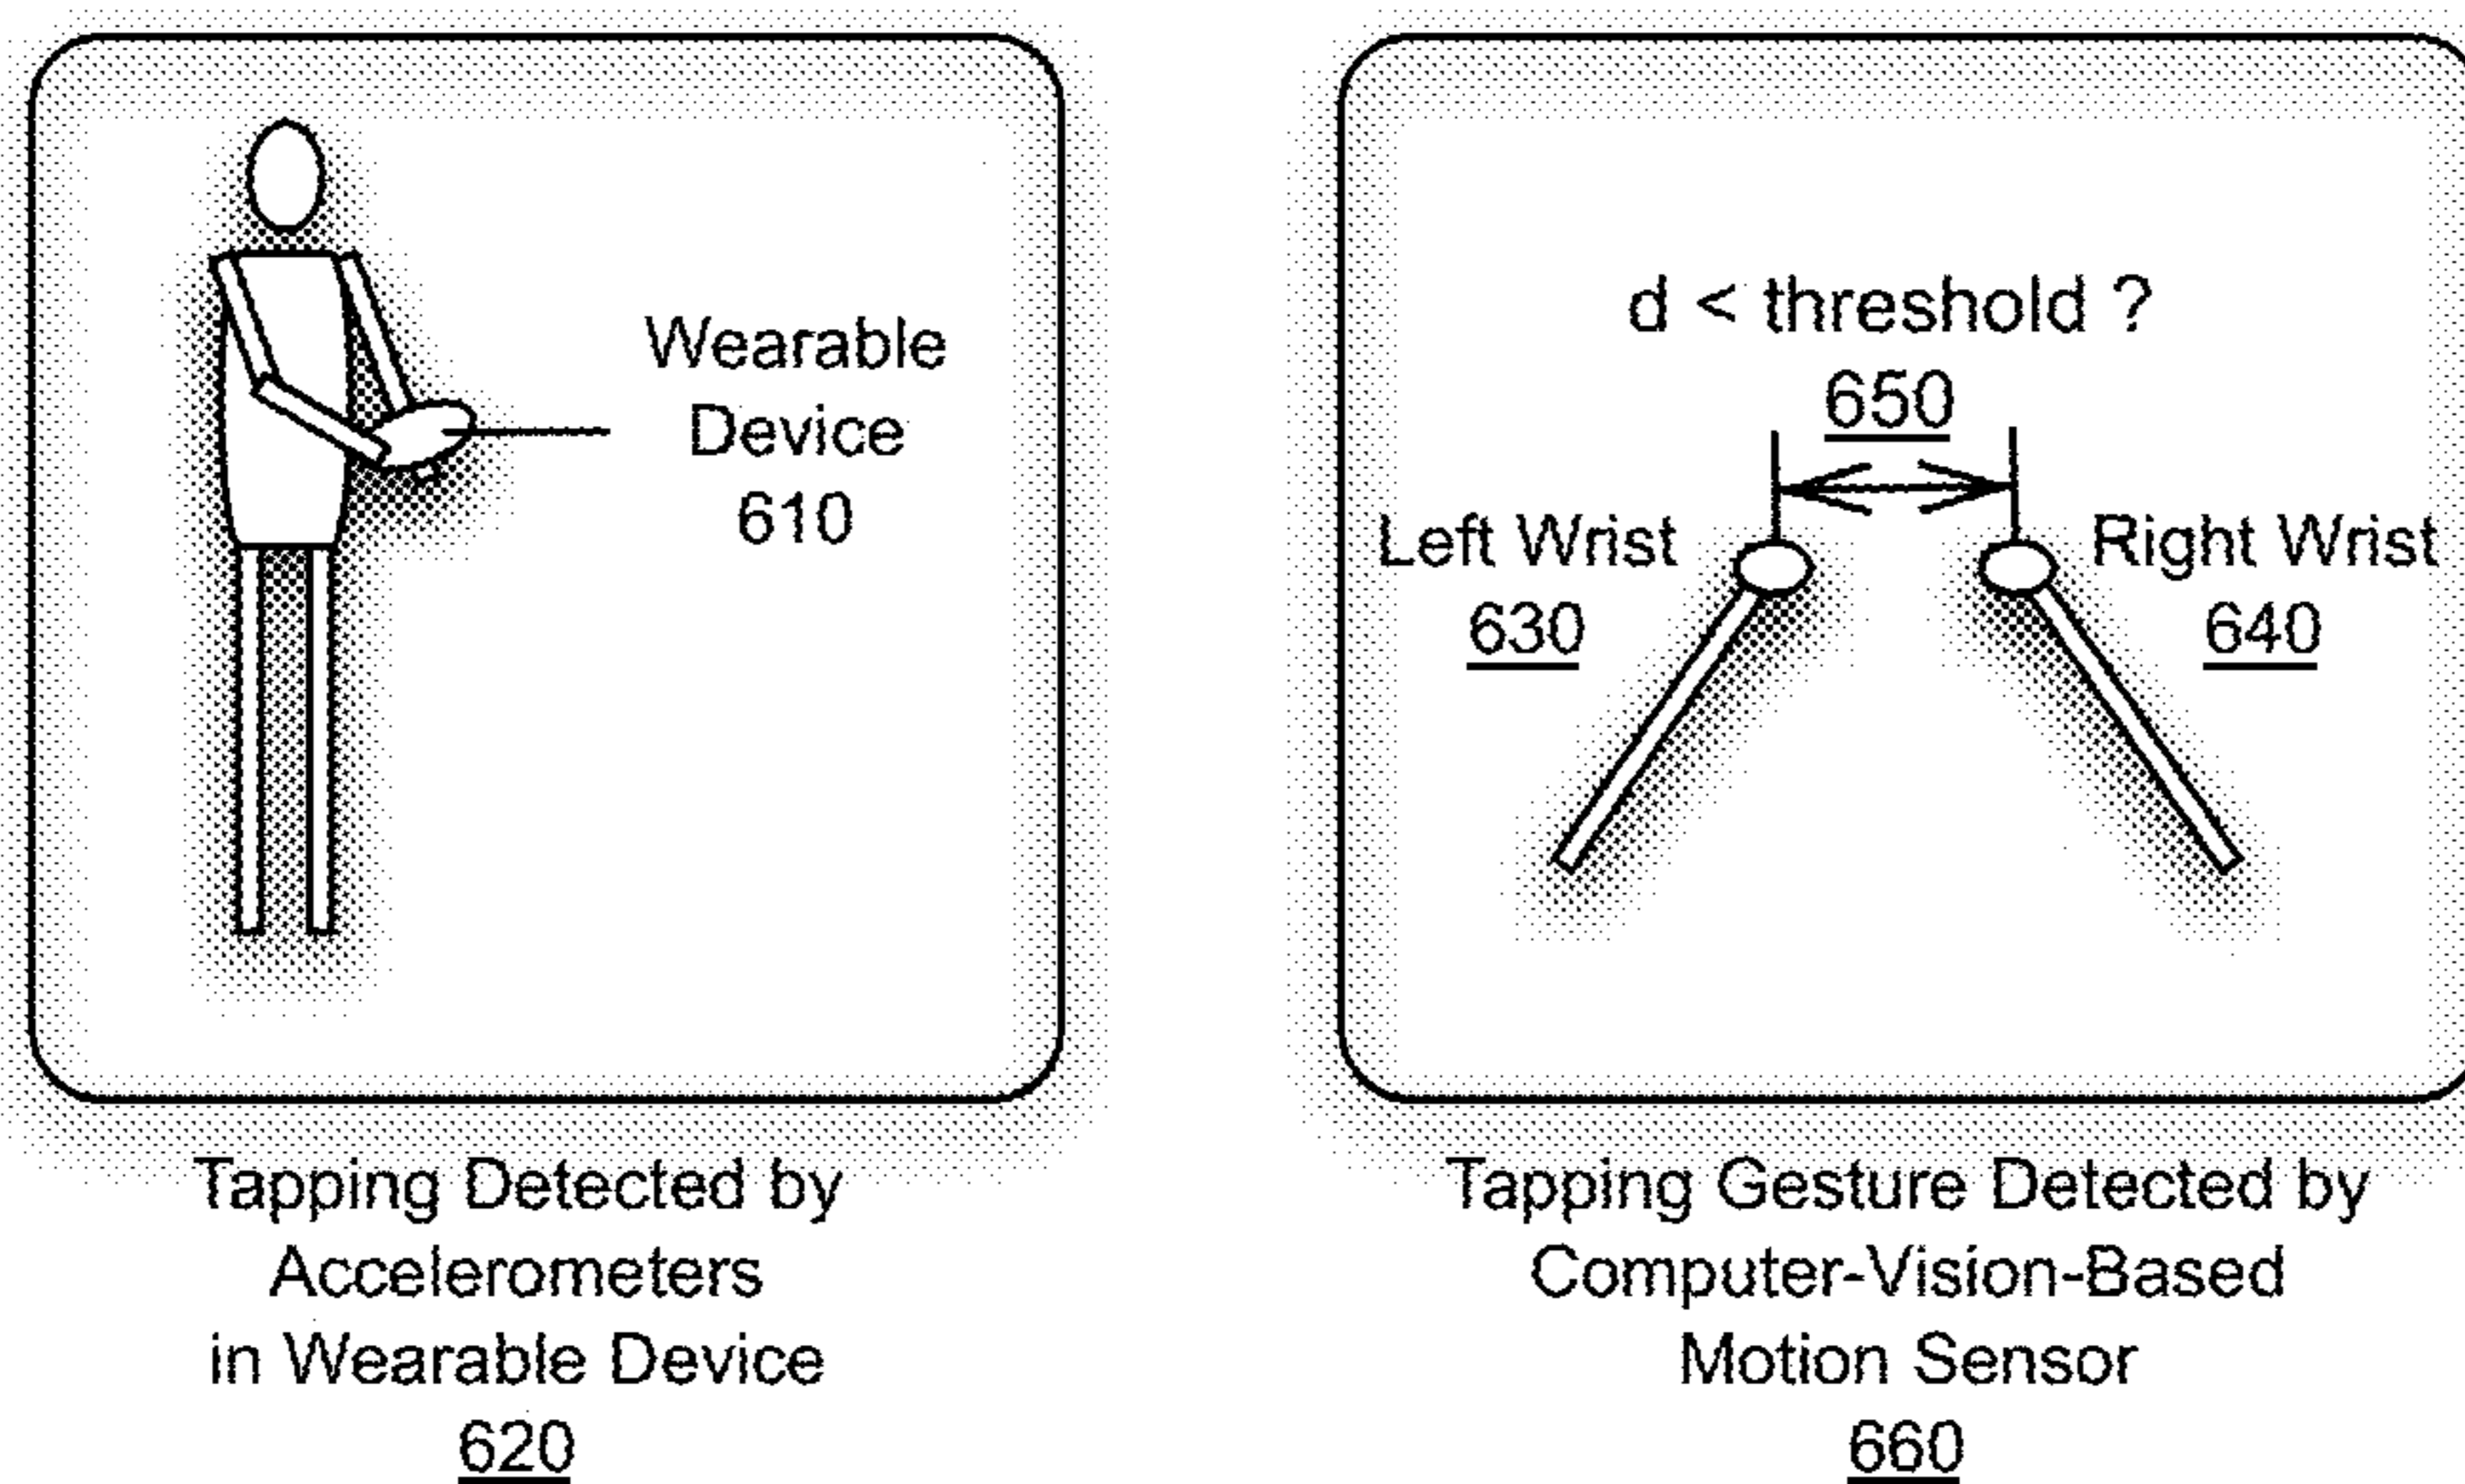 Wearable
Device
610
Tapping Detected by
Accelerometers
in Wearable Device
620
d < threshold ?
650
Left Wrist
630
Right Wrist
640
Tapping Gesture Detected by
Computer-Vision-Based
Motion Sensor
660